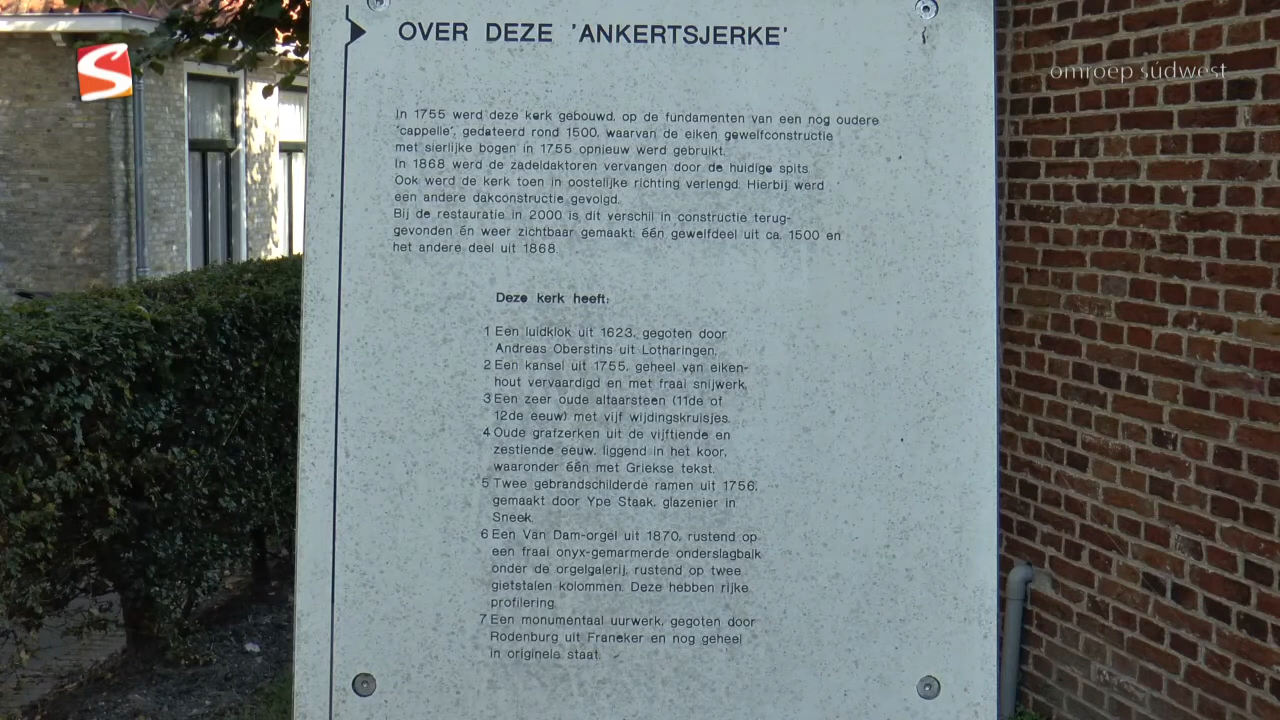 OVER DEZE 'ANKERTSJERKE'
omroep súdwest
In 1755 werd deze kerk gebouwd, op de fundamenten van een nog oudere
'cappelle', gedateerd rond 1500, waarvan de eiken gewelfconstructie
met sierlijke bogen in 1755 opnieuw werd gebruikt.
In 1868 werd de zadeldaktoren vervangen door de huidige spits.
Ook werd de kerk toen in oostelijke richting verlengd. Hierbij werd
een andere dakconstructie gevolgd.
Bij de restauratie in 2000 is dit verschil in constructie terug-
gevonden én weer zichtbaar gemaakt: één gewelfdeel uit ca. 1500 en
het andere deel uit 1868.
Deze kerk heeft:
1 Een luidklok uit 1623, gegoten door
Andreas Oberstins uit Lotharingen.
2 Een kansel uit 1755, geheel van eiken-
hout vervaardigd en met fraai snijwerk.
3 Een zeer oude altaarsteen (11de of
12de eeuw) met vijf wijdingskruisjes.
4 Oude grafzerken uit de vijftiende en
zestiende eeuw, liggend in het koor,
waaronder één met Griekse tekst.
5 Twee gebrandschilderde ramen uit 1756,
gemaakt door Ype Staak, glazenier in
Sneek.
6 Een Van Dam-orgel uit 1870, rustend op
een fraai onyx-gemarmerde onderslagbalk
onder de orgelgalerij, rustend op twee
gietstalen kolommen. Deze hebben rijke
profilering.
7 Een monumentaal uurwerk, gegoten door
Rodenburg uit Franeker en nog geheel
in originele staat.